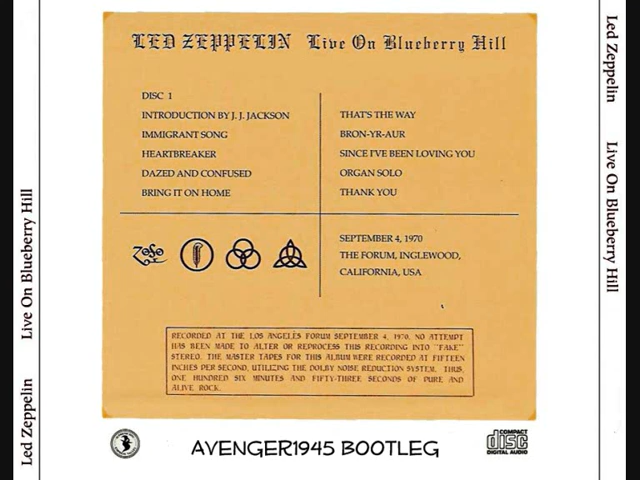 LED ZEPPELIN Live On Blueberry Hill
DISC 1
INTRODUCTION BY J. J. JACKSON
IMMIGRANT SONG
HEARTBREAKER
DAZED AND CONFUSED
BRING IT ON HOME
THAT'S THE WAY
BRON-YR-AUR
SINCE I'VE BEEN LOVING YOU
ORGAN SOLO
THANK YOU
ZoSo
SEPTEMBER 4, 1970
THE FORUM, INGLEWOOD,
CALIFORNIA, USA
RECORDED AT THE LOS ANGELES FORUM SEPTEMBER 4, 1970. NO ATTEMPT
HAS BEEN MADE TO ALTER OR REPROCESS THIS RECORDING INTO "FAKE"
STEREO. THE MASTER TAPES FOR THIS ALBUM WERE RECORDED AT FIFTEEN
INCHES PER SECOND, UTILIZING THE DOLBY NOISE REDUCTION SYSTEM. THUS,
ONE HUNDRED SIX MINUTES AND FIFTY-THREE SECONDS OF PURE AND
ALIVE ROCK.
AVENGER1945 BOOTLEG
COMPACT
disc
DIGITAL AUDIO
Led Zeppelin Live On Blueberry Hill
Led Zeppelin Live On Blueberry Hill